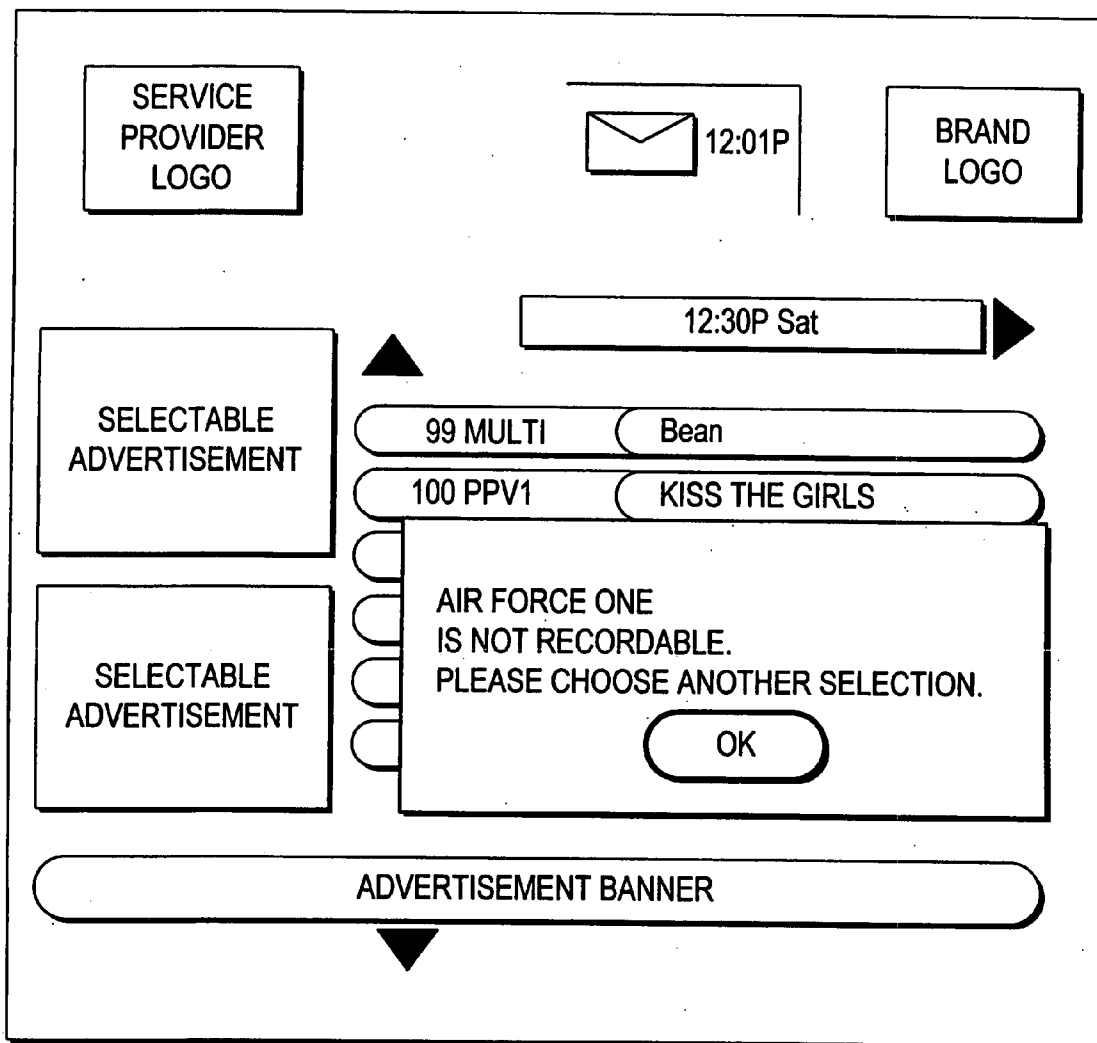 SERVICE
PROVIDER
LOGO
12:01P
BRAND
LOGO
12:30P Sat
SELECTABLE
ADVERTISEMENT
99 MULTI Bean
100 PPV1 KISS THE GIRLS
AIR FORCE ONE
IS NOT RECORDABLE.
PLEASE CHOOSE ANOTHER SELECTION.
OK
SELECTABLE
ADVERTISEMENT
ADVERTISEMENT BANNER